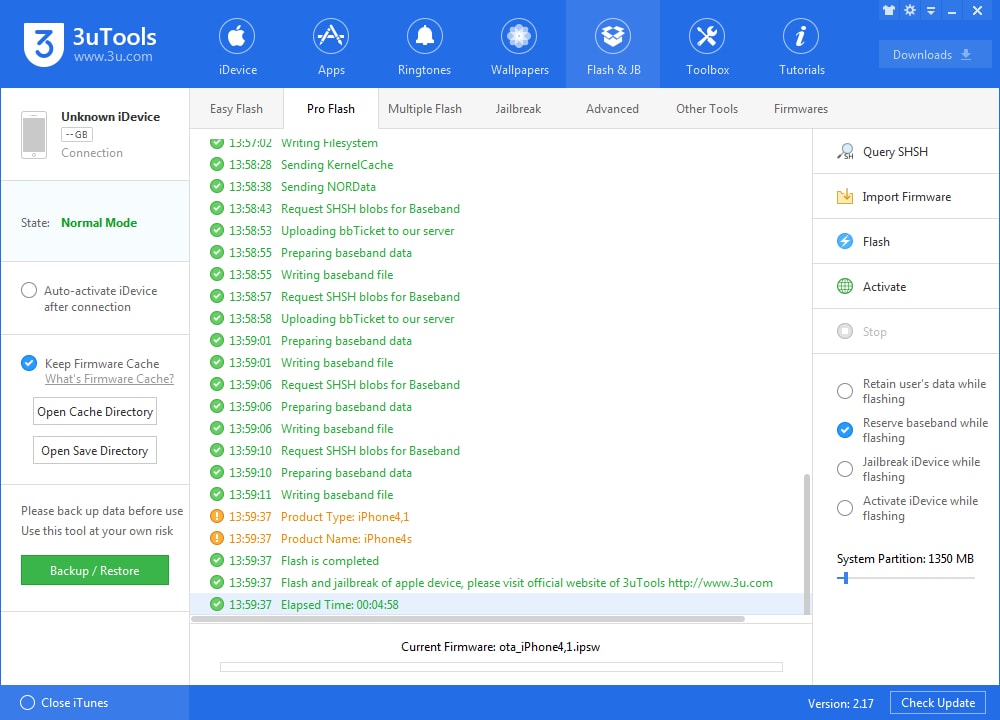 3uTools
www.3u.com
iDevice
Apps
Ringtones
Wallpapers
Flash & JB
Toolbox
Tutorials
Downloads
Unknown iDevice
-- GB
Connection
State: Normal Mode
Auto-activate iDevice
after connection
Keep Firmware Cache
What's Firmware Cache?
Open Cache Directory
Open Save Directory
Please back up data before use
Use this tool at your own risk
Backup / Restore
Easy Flash
Pro Flash
Multiple Flash
Jailbreak
Advanced
Other Tools
Firmwares
13:57:02 Writing Filesystem
13:58:28 Sending KernelCache
13:58:38 Sending NORData
13:58:43 Request SHSH blobs for Baseband
13:58:53 Uploading bbTicket to our server
13:58:55 Preparing baseband data
13:58:55 Writing baseband file
13:58:57 Request SHSH blobs for Baseband
13:58:58 Uploading bbTicket to our server
13:59:01 Preparing baseband data
13:59:01 Writing baseband file
13:59:06 Request SHSH blobs for Baseband
13:59:06 Preparing baseband data
13:59:06 Writing baseband file
13:59:10 Request SHSH blobs for Baseband
13:59:10 Preparing baseband data
13:59:11 Writing baseband file
13:59:37 Product Type: iPhone4,1
13:59:37 Product Name: iPhone4s
13:59:37 Flash is completed
13:59:37 Flash and jailbreak of apple device, please visit official website of 3uTools http://www.3u.com
13:59:37 Elapsed Time: 00:04:58
Current Firmware: ota_iPhone4,1.ipsw
SH
Query SHSH
Import Firmware
Flash
Activate
Stop
Retain user's data while
flashing
Reserve baseband while
flashing
Jailbreak iDevice while
flashing
Activate iDevice while
flashing
System Partition: 1350 MB
Close iTunes
Version: 2.17
Check Update